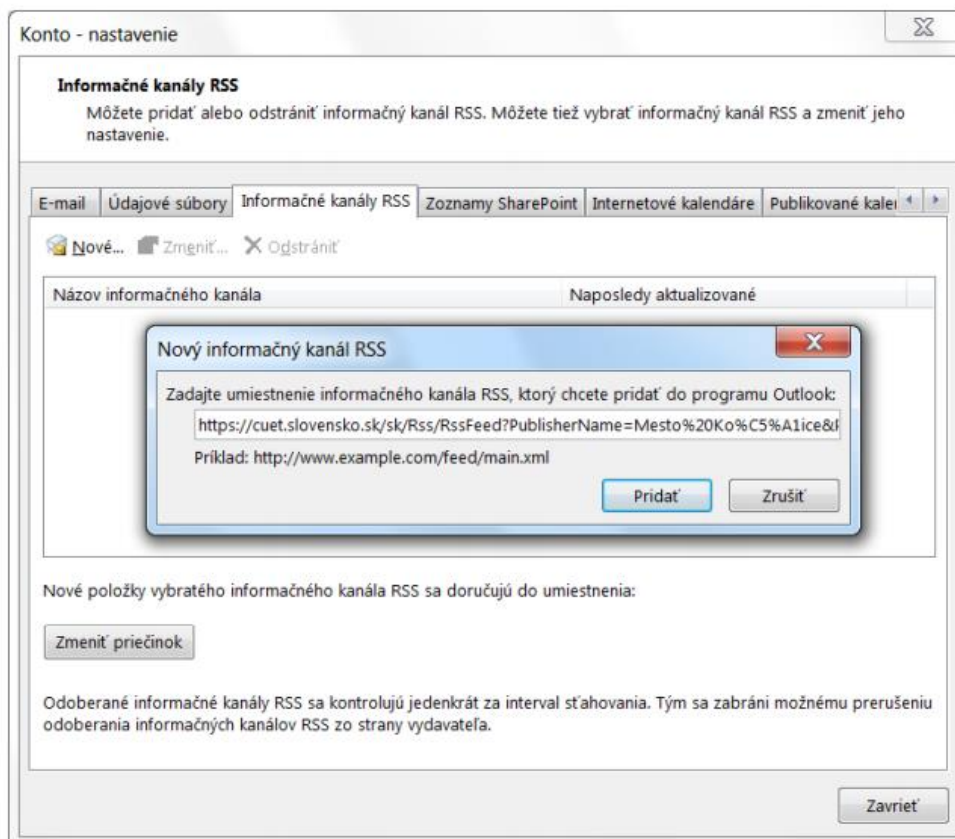 Konto - nastavenie
Informačné kanály RSS
Môžete pridať alebo odstrániť informačný kanál RSS. Môžete tiež vybrať informačný kanál RSS a zmeniť jeho
nastavenie.
E-mail Údajové súbory Informačné kanály RSS Zoznamy SharePoint Internetové kalendáre Publikované kaler
Nové... Zmeniť... Odstrániť
Názov informačného kanála Naposledy aktualizované
Nový informačný kanál RSS
Zadajte umiestnenie informačného kanála RSS, ktorý chcete pridať do programu Outlook:
https://cuet.slovensko.sk/sk/Rss/RssFeed?PublisherName=Mesto%20Ko%C5%A1ice&
Príklad: http://www.example.com/feed/main.xml
Pridať Zrušiť
Nové položky vybratého informačného kanála RSS sa doručujú do umiestnenia:
Zmeniť priečinok
Odoberané informačné kanály RSS sa kontrolujú jedenkrát za interval sťahovania. Tým sa zabráni možnému prerušeniu
odoberania informačných kanálov RSS zo strany vydavateľa.
Zavrieť